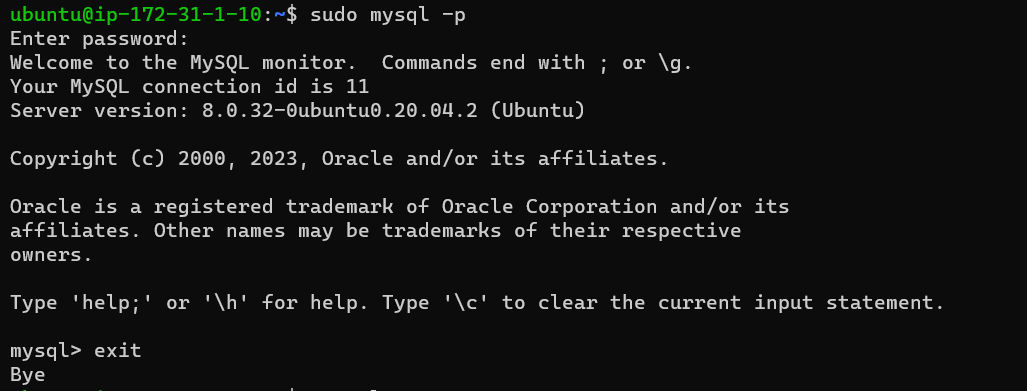 ubuntu@ip-172-31-1-10:~$ sudo mysql -p
Enter password:
Welcome to the MySQL monitor.  Commands end with ; or \g.
Your MySQL connection id is 11
Server version: 8.0.32-0ubuntu0.20.04.2 (Ubuntu)

Copyright (c) 2000, 2023, Oracle and/or its affiliates.

Oracle is a registered trademark of Oracle Corporation and/or its
affiliates. Other names may be trademarks of their respective
owners.

Type 'help;' or '\h' for help. Type '\c' to clear the current input statement.

mysql> exit
Bye